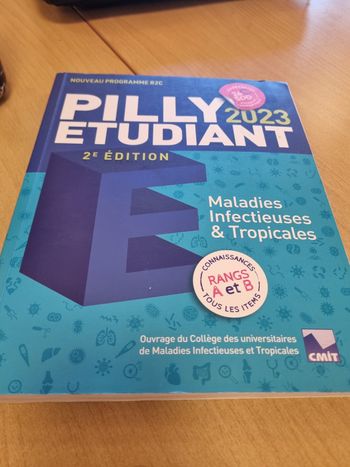 NOUVEAU PROGRAMME R2C
PILLY 2023
ETUDIANT
2E ÉDITION
E
Maladies
Infectieuses
& Tropicales
CONNAISSANCES
RANGS
A et B
TOUS LES ITEMS
Ouvrage du Collège des universitaires
de Maladies Infectieuses et Tropicales
CMIT